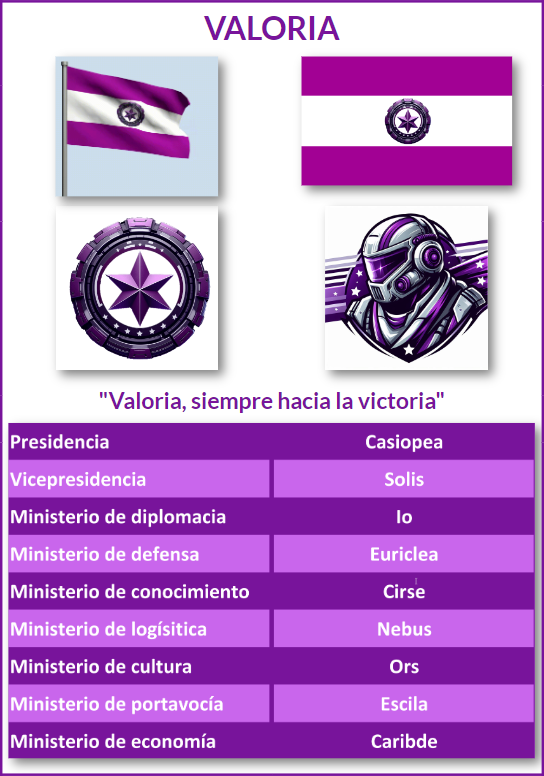 VALORIA
"Valoria, siempre hacia la victoria"
Presidencia Casiopea
Vicepresidencia Solis
Ministerio de diplomacia Io
Ministerio de defensa Euriclea
Ministerio de conocimiento Cirse
Ministerio de logísitica Nebus
Ministerio de cultura Ors
Ministerio de portavocía Escila
Ministerio de economía Caribde